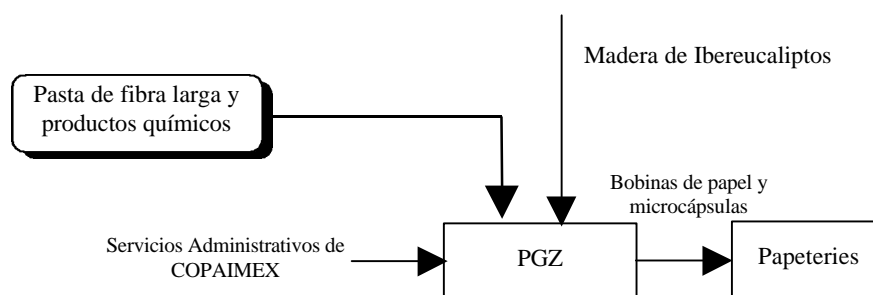 Madera de Ibereucaliptos
Pasta de fibra larga y
productos químicos
Bobinas de papel y
microcápsulas
Servicios Administrativos de
COPAIMEX
PGZ
Papeteries